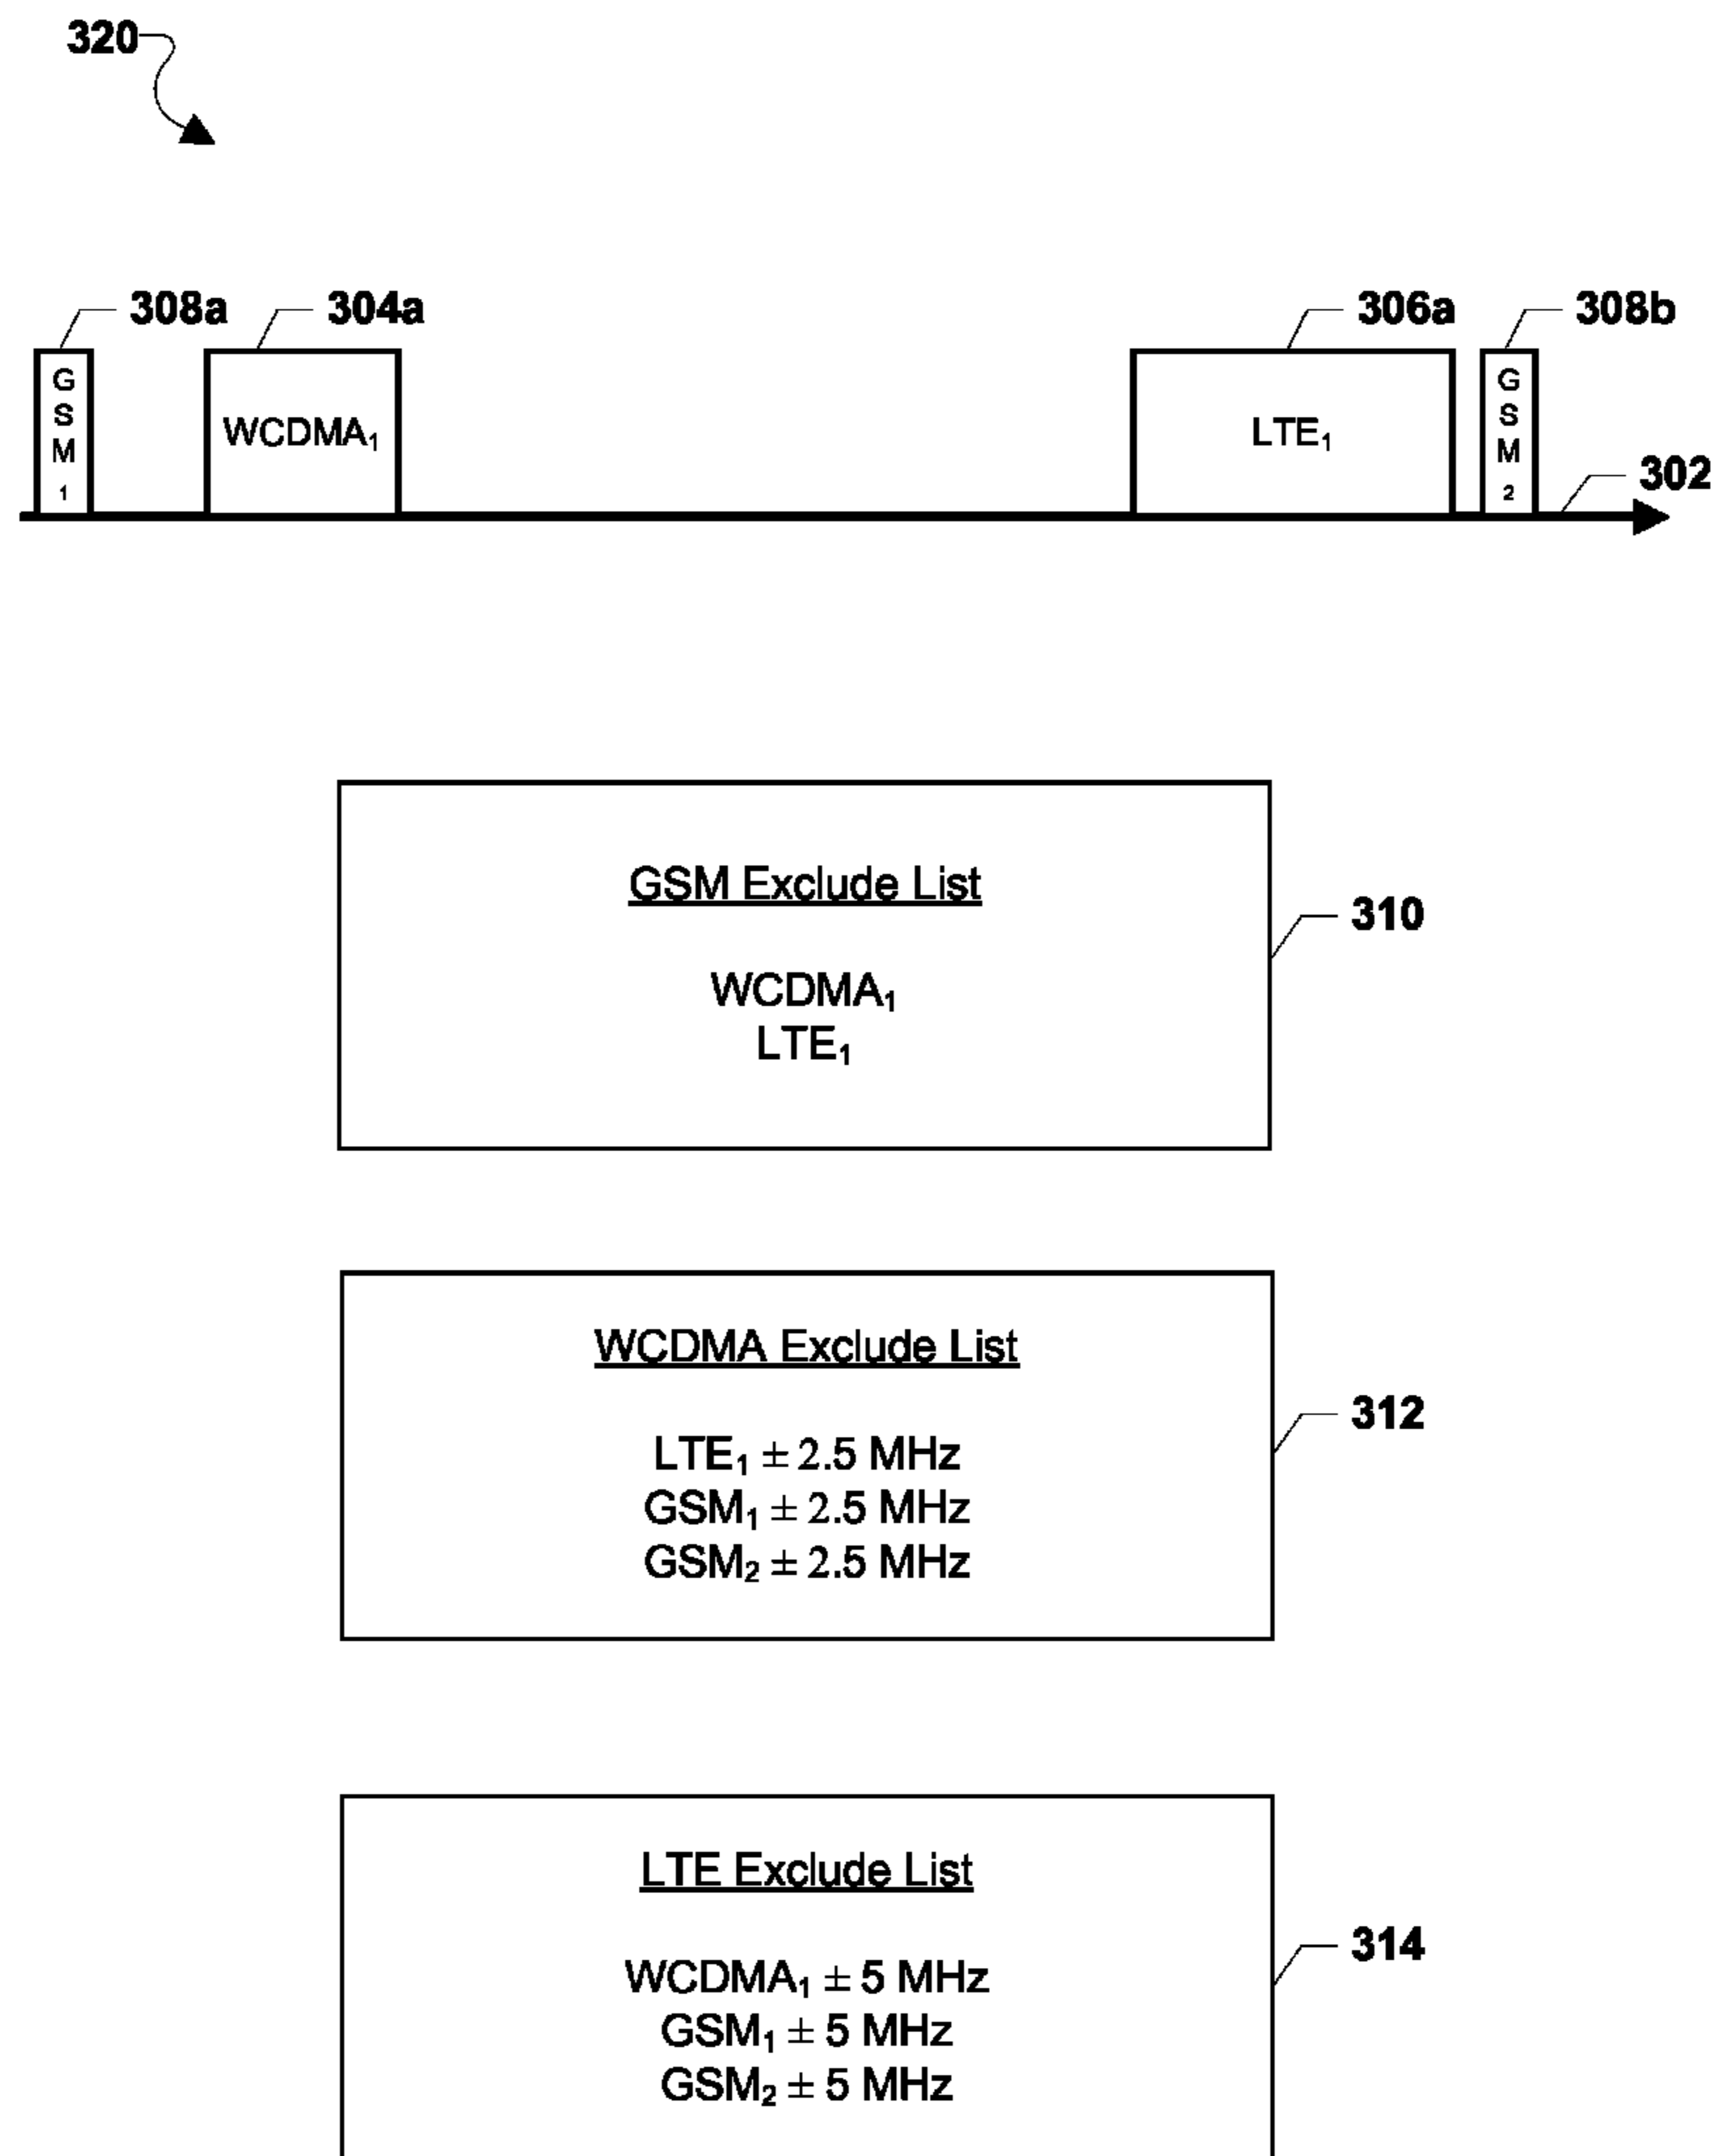 320
308a 304a 306a 308b
GSM1 WCDMA₁ LTE₁ GSM2
302
GSM Exclude List
310
WCDMA₁
LTE₁
WCDMA Exclude List
312
LTE₁ ± 2.5 MHz
GSM₁ ± 2.5 MHz
GSM₂ ± 2.5 MHz
LTE Exclude List
314
WCDMA₁ ± 5 MHz
GSM₁ ± 5 MHz
GSM₂ ± 5 MHz